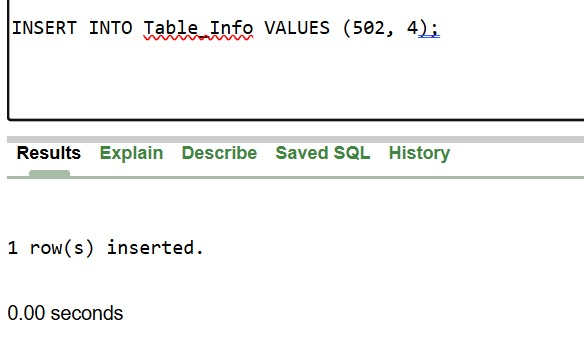 INSERT INTO Table_Info VALUES (502, 4);
Results Explain Describe Saved SQL History
1 row(s) inserted.
0.00 seconds